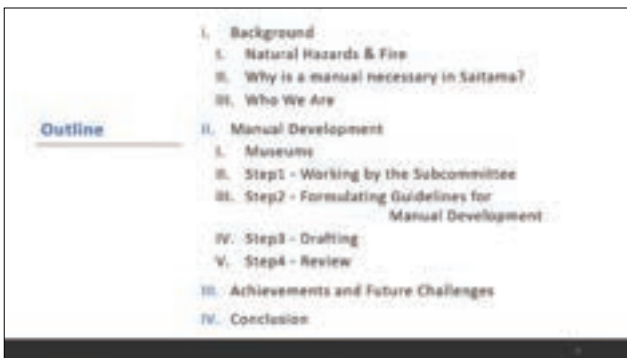 Outline
I. Background
I. Natural Hazards & Fire
II. Why is a manual necessary in Saitama?
III. Who We Are
II. Manual Development
I. Museums
II. Step1 - Working by the Subcommittee
III. Step2 - Formulating Guidelines for
Manual Development
IV. Step3 - Drafting
V. Step4 - Review
III. Achievements and Future Challenges
IV. Conclusion